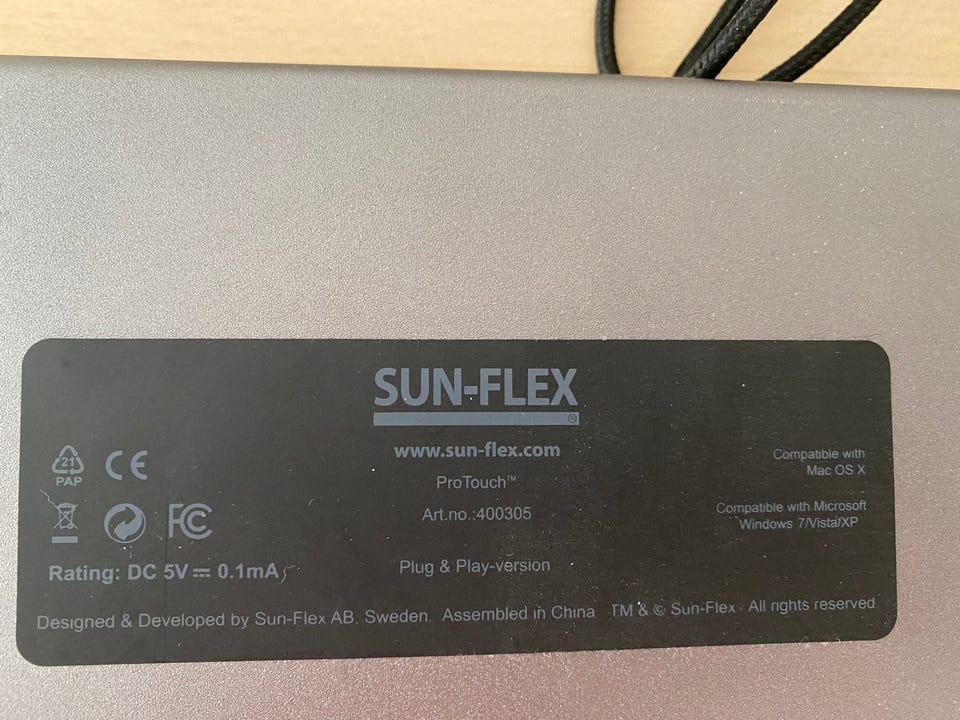 SUN-FLEX®
www.sun-flex.com
ProTouch™
Art.no.:400305
Plug & Play-version
21
PAP
CE
FC
Rating: DC 5V ⎓ 0.1mA
Compatible with
Mac OS X
Compatible with Microsoft
Windows 7/Vista/XP
Designed & Developed by Sun-Flex AB. Sweden. Assembled in China TM & © Sun-Flex. All rights reserved